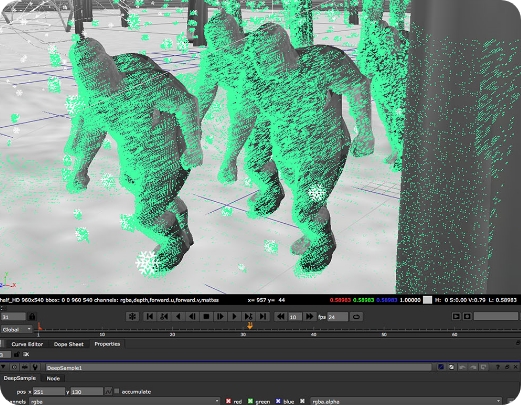 helf_HD 960x540 bbox: 0 0 960 540 channels: rgba,depth,forward.u,forward.v,mattes x= 957 y= 44 0.58983 0.58983 0.58983 1.00000 H: 0 S:0.00 V:0.79 L: 0.58983
31 10 fps 24
Global 1 10 20 31 40 50 60
Curve Editor Dope Sheet Properties
DeepSample1
DeepSample Node
pos x 251 y 130 accumulate
channels rgba red green blue rgba.alpha